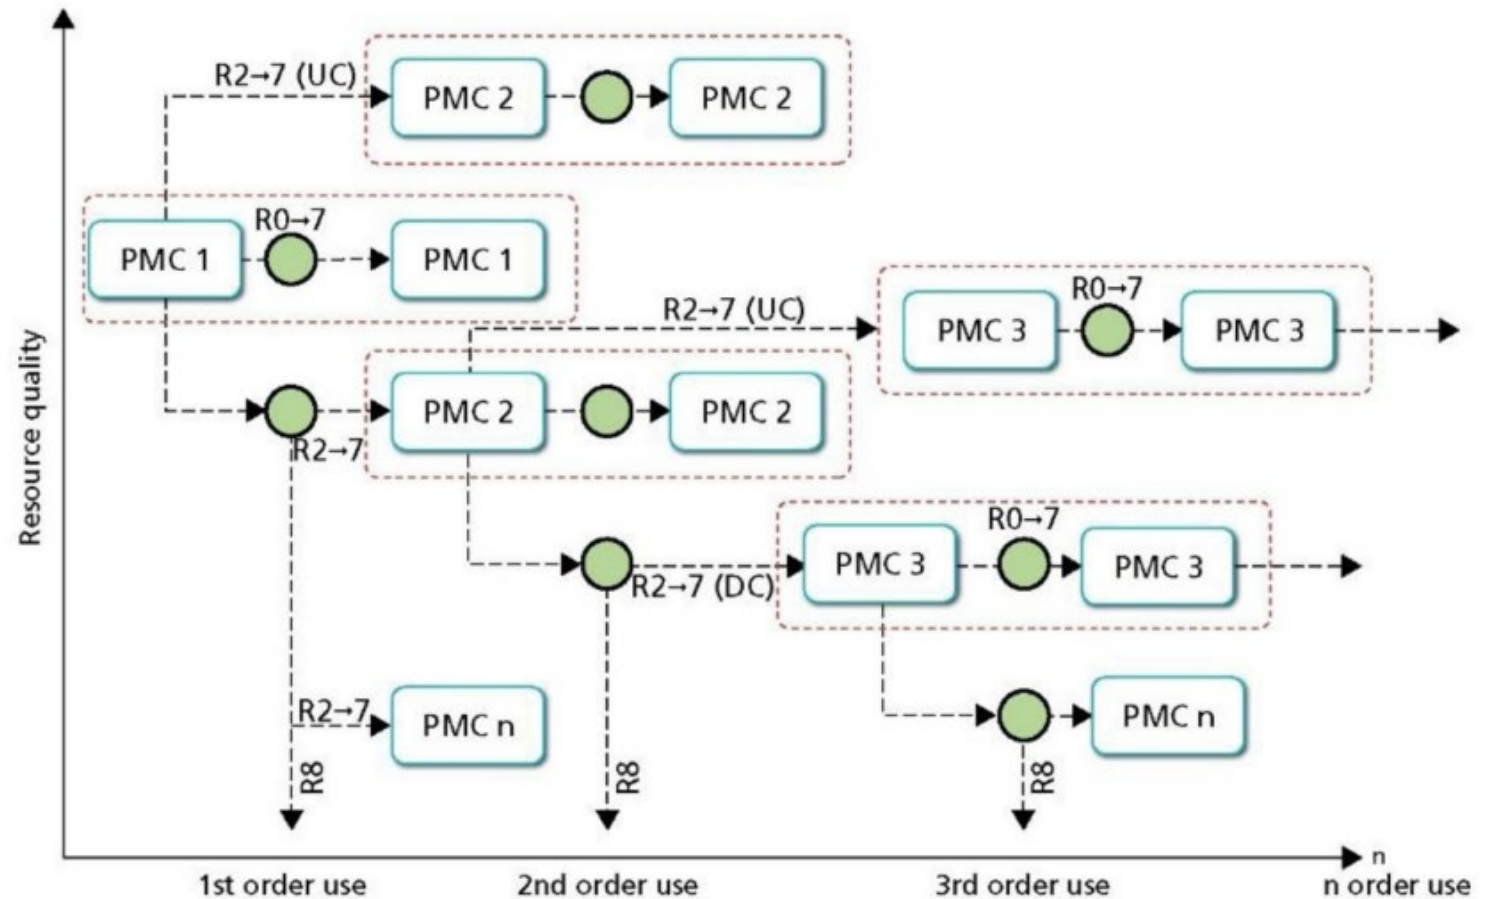 R2→7 (UC)
PMC 2
PMC 2
R0→7
PMC 1
PMC 1
R2→7 (UC)
R0→7
PMC 3
PMC 3
R2→7
PMC 2
PMC 2
R0→7
R2→7 (DC)
PMC 3
PMC 3
R2→7
PMC n
PMC n
R8
R8
R8
Resource quality
n
1st order use
2nd order use
3rd order use
n order use